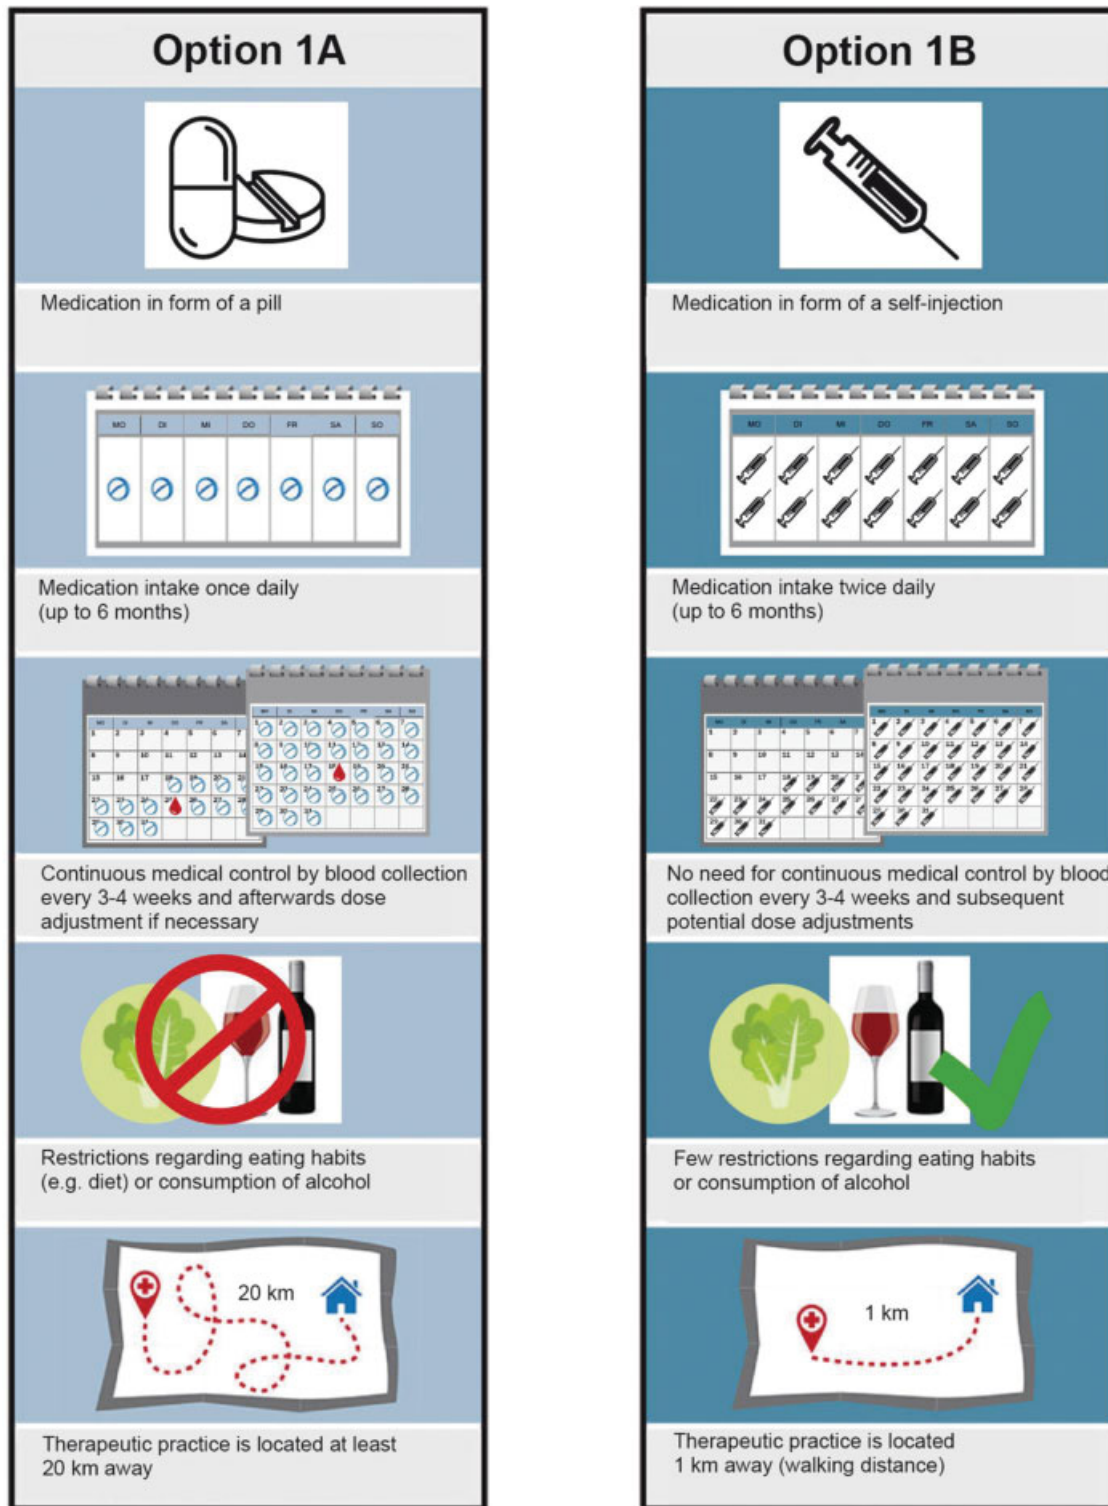 Option 1A
Medication in form of a pill
MO DI MI DO FR SA SO
Medication intake once daily
(up to 6 months)
Continuous medical control by blood collection
every 3-4 weeks and afterwards dose
adjustment if necessary
Restrictions regarding eating habits
(e.g. diet) or consumption of alcohol
20 km
Therapeutic practice is located at least
20 km away
Option 1B
Medication in form of a self-injection
MO DI MI DO FR SA SO
Medication intake twice daily
(up to 6 months)
No need for continuous medical control by blood
collection every 3-4 weeks and subsequent
potential dose adjustments
Few restrictions regarding eating habits
or consumption of alcohol
1 km
Therapeutic practice is located
1 km away (walking distance)